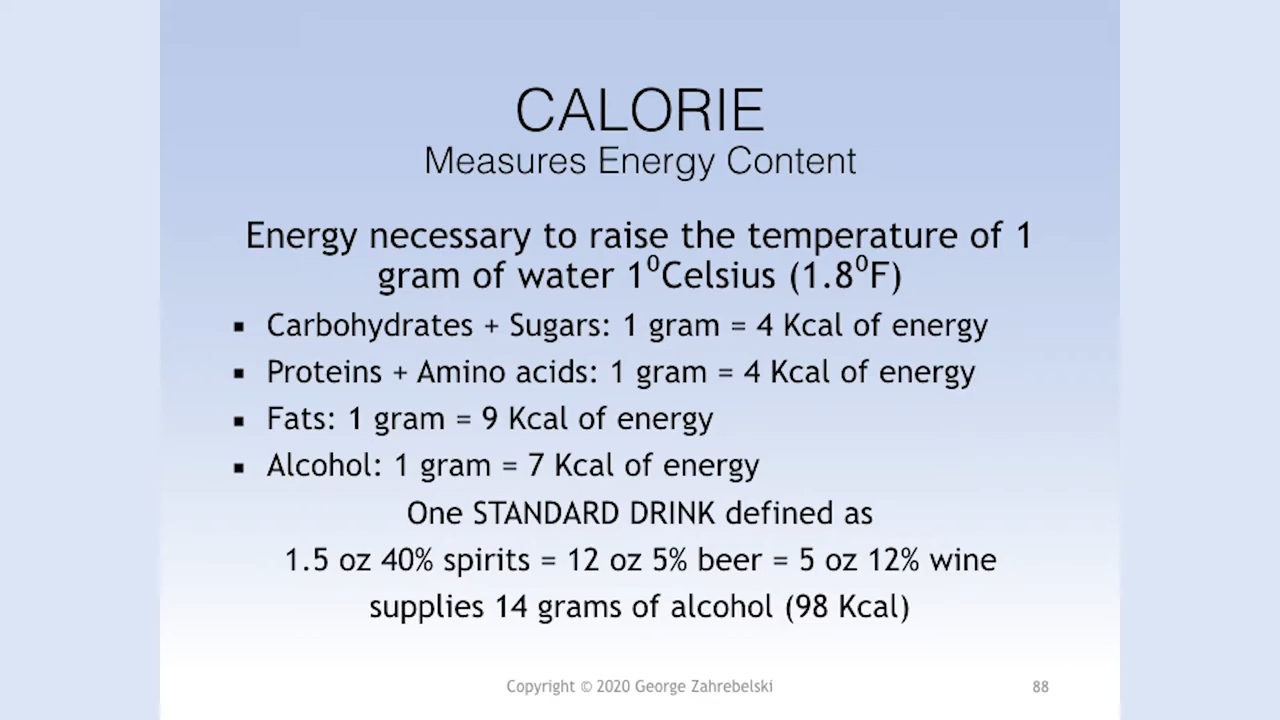 CALORIE
Measures Energy Content
Energy necessary to raise the temperature of 1
gram of water 1⁰Celsius (1.8⁰F)
▪ Carbohydrates + Sugars: 1 gram = 4 Kcal of energy
▪ Proteins + Amino acids: 1 gram = 4 Kcal of energy
▪ Fats: 1 gram = 9 Kcal of energy
▪ Alcohol: 1 gram = 7 Kcal of energy
One STANDARD DRINK defined as
1.5 oz 40% spirits = 12 oz 5% beer = 5 oz 12% wine
supplies 14 grams of alcohol (98 Kcal)
Copyright © 2020 George Zahrebelski
88